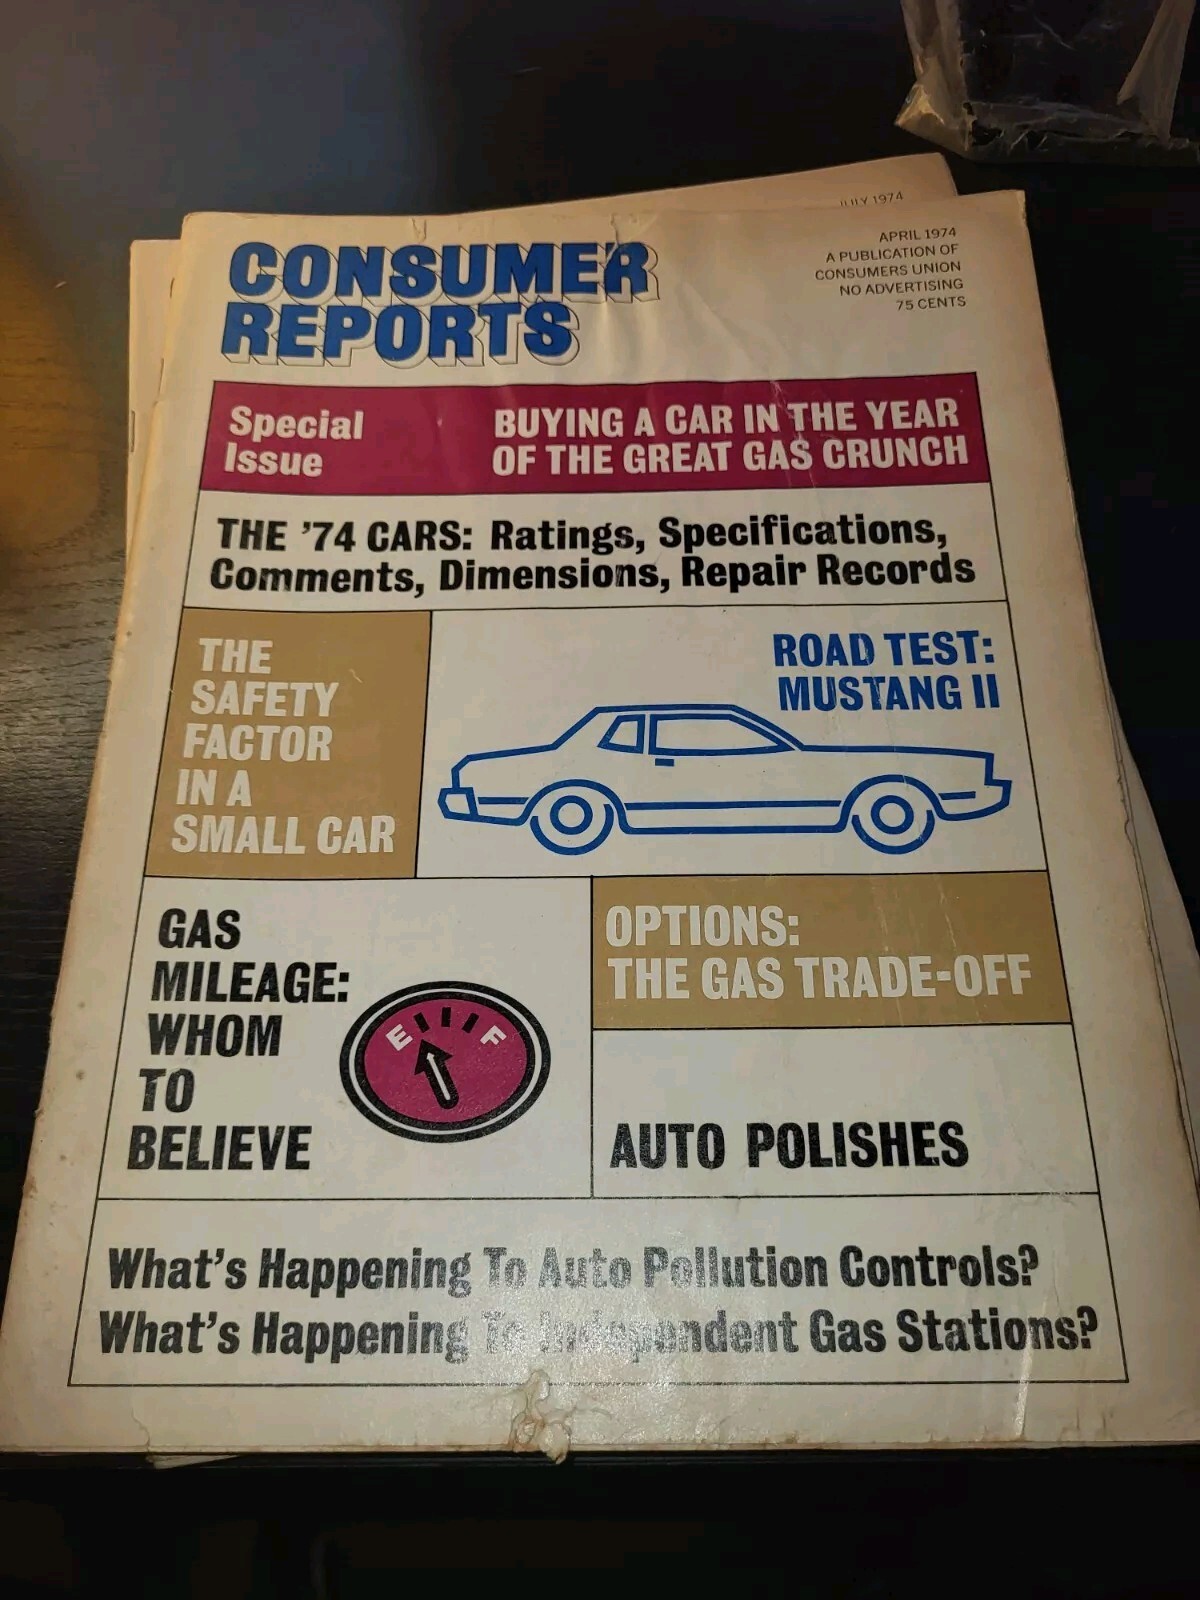 JULY 1974
CONSUMER
REPORTS
APRIL 1974
A PUBLICATION OF
CONSUMERS UNION
NO ADVERTISING
75 CENTS
Special
Issue
BUYING A CAR IN THE YEAR
OF THE GREAT GAS CRUNCH
THE '74 CARS: Ratings, Specifications,
Comments, Dimensions, Repair Records
THE
SAFETY
FACTOR
IN A
SMALL CAR
ROAD TEST:
MUSTANG II
GAS
MILEAGE:
WHOM
TO
BELIEVE
E F
OPTIONS:
THE GAS TRADE-OFF
AUTO POLISHES
What's Happening To Auto Pollution Controls?
What's Happening To Independent Gas Stations?